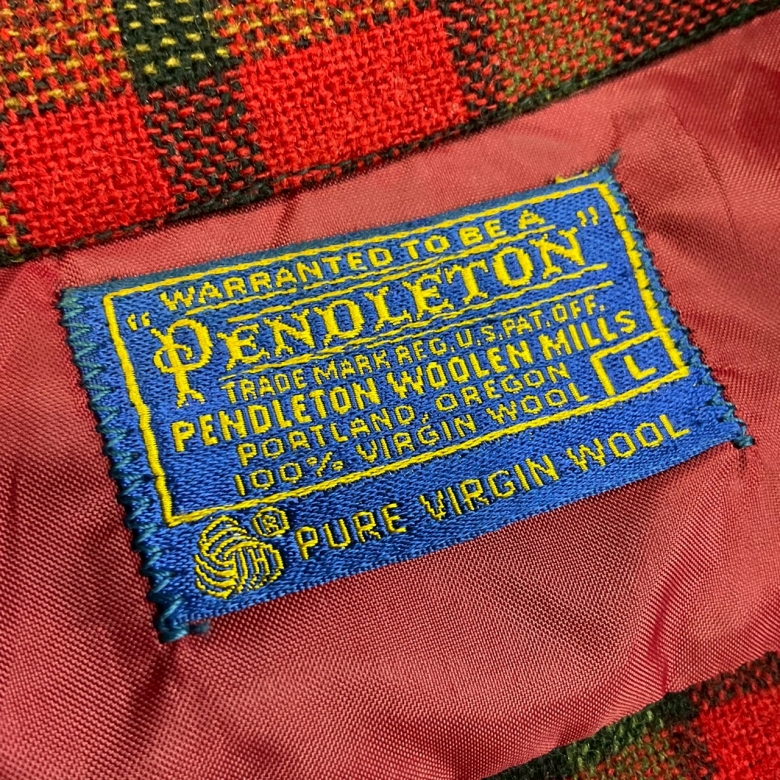 WARRANTED TO BE A
"PENDLETON"
TRADE MARK REG. U.S. PAT. OFF.
PENDLETON WOOLEN MILLS
PORTLAND, OREGON
L
100% VIRGIN WOOL
® PURE VIRGIN WOOL